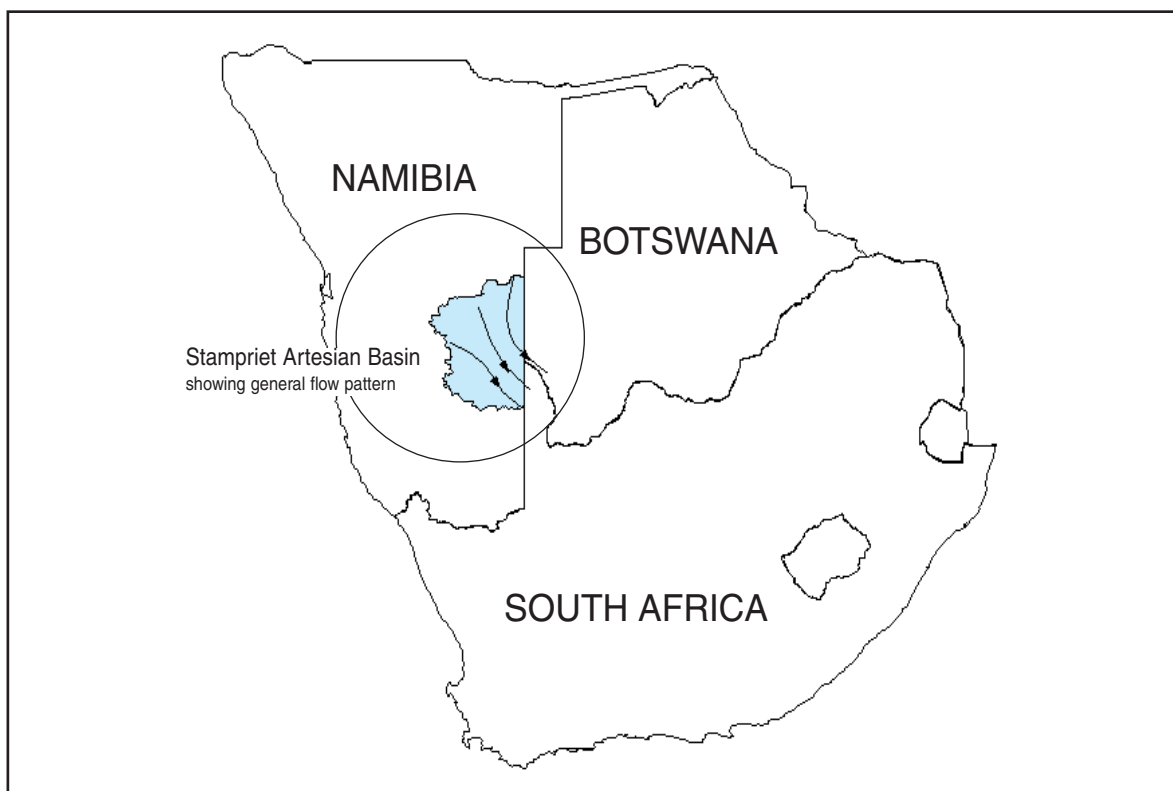 NAMIBIA
BOTSWANA
Stampriet Artesian Basin
showing general flow pattern
SOUTH AFRICA